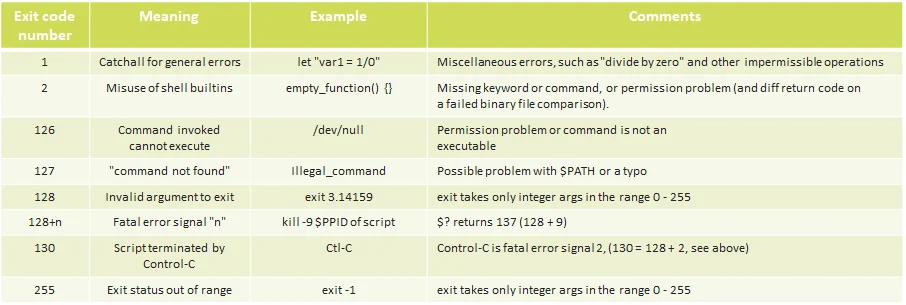 Exit code number Meaning Example Comments
1 Catchall for general errors let "var1 = 1/0" Miscellaneous errors, such as "divide by zero" and other impermissible operations
2 Misuse of shell builtins empty_function() {} Missing keyword or command, or permission problem (and diff return code on
a failed binary file comparison).
126 Command invoked /dev/null Permission problem or command is not an
cannot execute executable
127 "command not found" Illegal_command Possible problem with $PATH or a typo
128 Invalid argument to exit exit 3.14159 exit takes only integer args in the range 0 - 255
128+n Fatal error signal "n" kill -9 $PPID of script $? returns 137 (128 + 9)
130 Script terminated by Ctl-C Control-C is fatal error signal 2, (130 = 128 + 2, see above)
Control-C
255 Exit status out of range exit -1 exit takes only integer args in the range 0 - 255